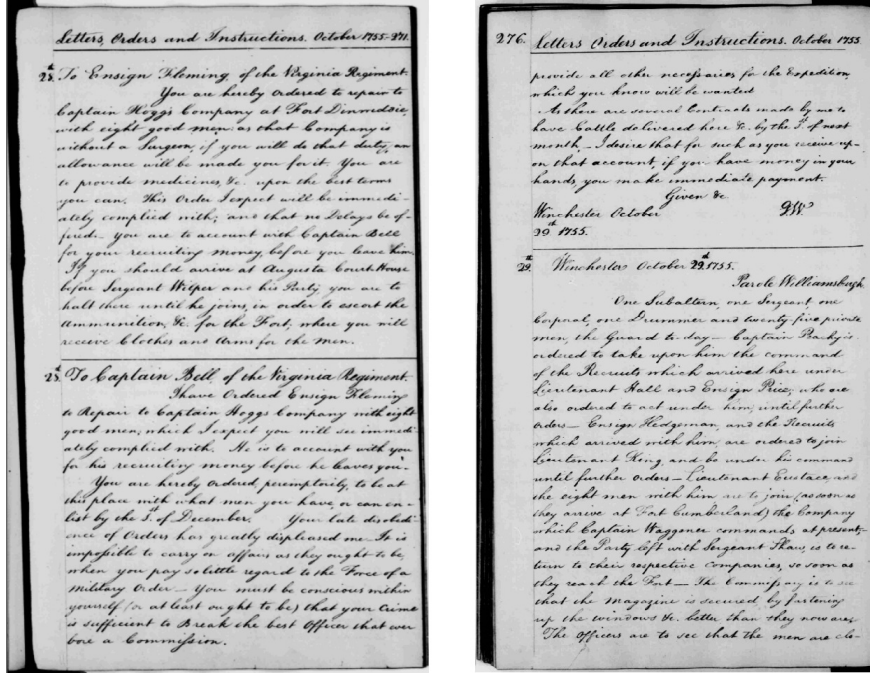 Letters, Orders and Instructions. October 1755. 271.
28th To Ensign Fleming, of the Virginia Regiment.
You are hereby Ordered to repair to
Captain Hoggs Company at Fort Dinwiddie,
with eight good men: as that Company is
without a Surgeon, if you will do that duty, an
allowance will be made you for it. You are
to provide medicines, &c. upon the best terms
you can. This Order I expect will be immedi-
ately complied with; and that no Delays be of-
fered - you are to account with Captain Bell
for your recruiting money, before you leave him.
If you should arrive at Augusta Court House
before Sergeant Wilper and his Party, you are to
halt there until he joins, in order to escort the
Ammunition, &c. for the Fort; where you will
receive Clothes and Arms for the men.
28th To Captain Bell, of the Virginia Regiment.
I have Ordered Ensign Fleming
to Repair to Captain Hoggs Company with eight
good men; which I expect you will see immedi-
ately complied with. He is to account with you
for his recruiting money before he leaves you.
You are hereby Ordered, peremptorily, to be at
this place with what men you have, or can en-
list by the 1st of December. Your late disobedi-
ence of Orders has greatly displeased me. It is
impossible to carry on affairs as they ought to be,
when you pay so little regard to the Force of a
Military Order - You must be conscious within
yourself (or at least ought to be) that your Crime
is sufficient to Break the best Officer that ever
bore a Commission.
276. Letters Orders and Instructions. October 1755
provide all other necessaries for the Expedition,
which you know will be wanted
As there are several Contracts made by me to
have Cattle delivered here &c. by the 1st of next
month, - I desire that for such as you receive up-
on that account, if you have money in your
hands, you make immediate payment.
Given &c
Winchester October GW
29th 1755.
29th Winchester October 29th 1755.
Parole Williamsburgh
One Subaltern, one Sergeant one
Corporal, one Drummer and twenty-five private
men, the Guard to-day - Captain Peachy is
ordered to take upon him the command
of the Recruits which arrived here under
Lieutenant Hall and Ensign Price; who are
also ordered to act under him, until further
orders - Ensign Hedgeman, and the Recruits
which arrived with him, are ordered to join
Lieutenant King, and be under his command
until further orders - Lieutenant Eustace, and
the eight men with him are to join (as soon as
they arrive at Fort Cumberland) the Company
which Captain Waggener commands at present;
and the Party left with Sergeant Shaw, is to re-
turn to their respective companies, so soon as
they reach the Fort - The Commissary is to see
that the Magazine is secured by fastening
up the windows &c. better than they now are;
The Officers are to see that the men are clo-